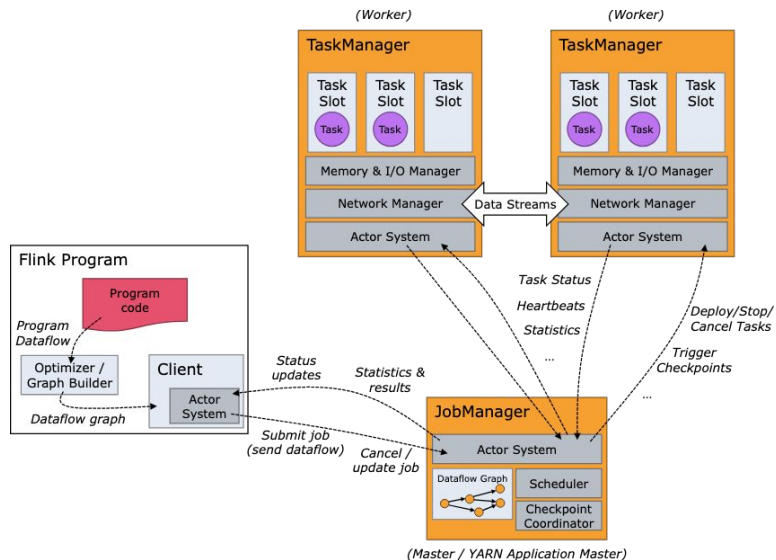 (Worker)
(Worker)
TaskManager
TaskManager
Task
Slot
Task
Task
Slot
Task
Task
Slot
Task
Slot
Task
Task
Slot
Task
Task
Slot
Memory & I/O Manager
Memory & I/O Manager
Network Manager
Data Streams
Network Manager
Actor System
Actor System
Flink Program
Program
code
Program
Dataflow
Optimizer /
Graph Builder
Dataflow graph
Client
Actor
System
Task Status
Heartbeats
Statistics
...
Deploy/Stop/
Cancel Tasks
Trigger
Checkpoints
...
Status
updates
Statistics &
results
Submit job
(send dataflow)
Cancel /
update job
JobManager
Actor System
Dataflow Graph
Scheduler
Checkpoint
Coordinator
(Master / YARN Application Master)